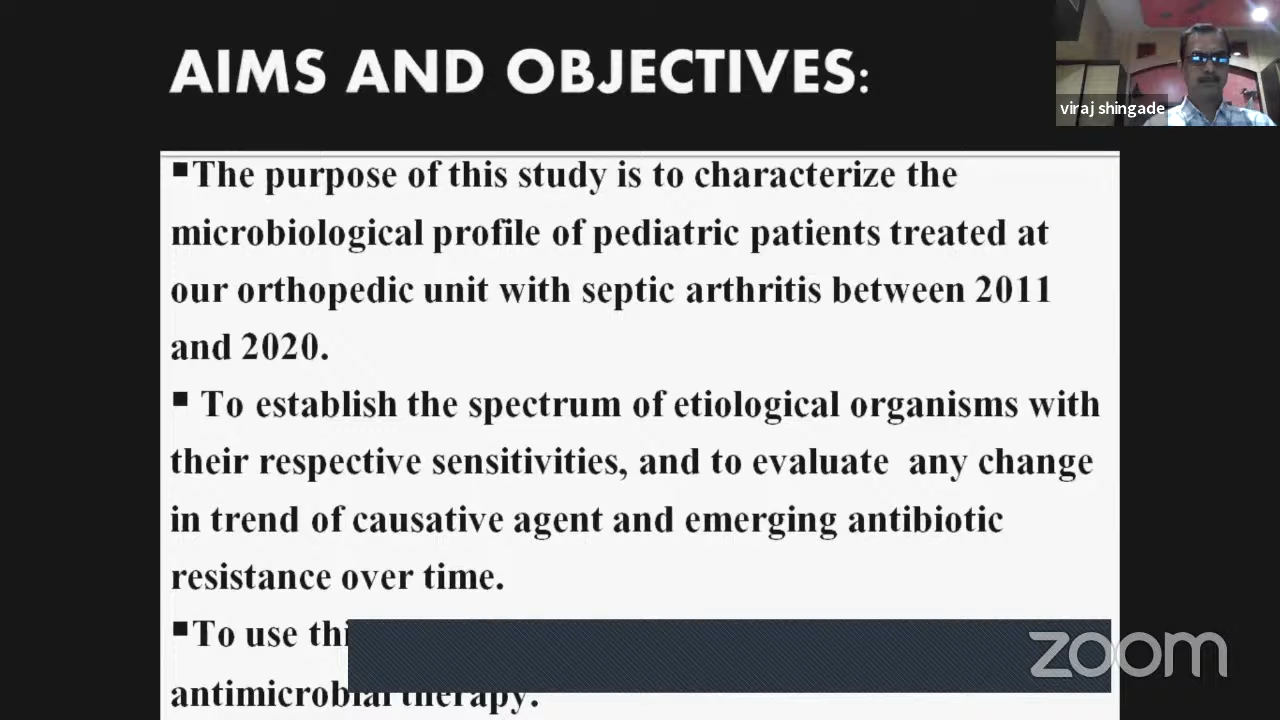 AIMS AND OBJECTIVES:
viraj shingade
▪The purpose of this study is to characterize the
microbiological profile of pediatric patients treated at
our orthopedic unit with septic arthritis between 2011
and 2020.
▪ To establish the spectrum of etiological organisms with
their respective sensitivities, and to evaluate any change
in trend of causative agent and emerging antibiotic
resistance over time.
▪To use
antimicrobial therapy.
zoom